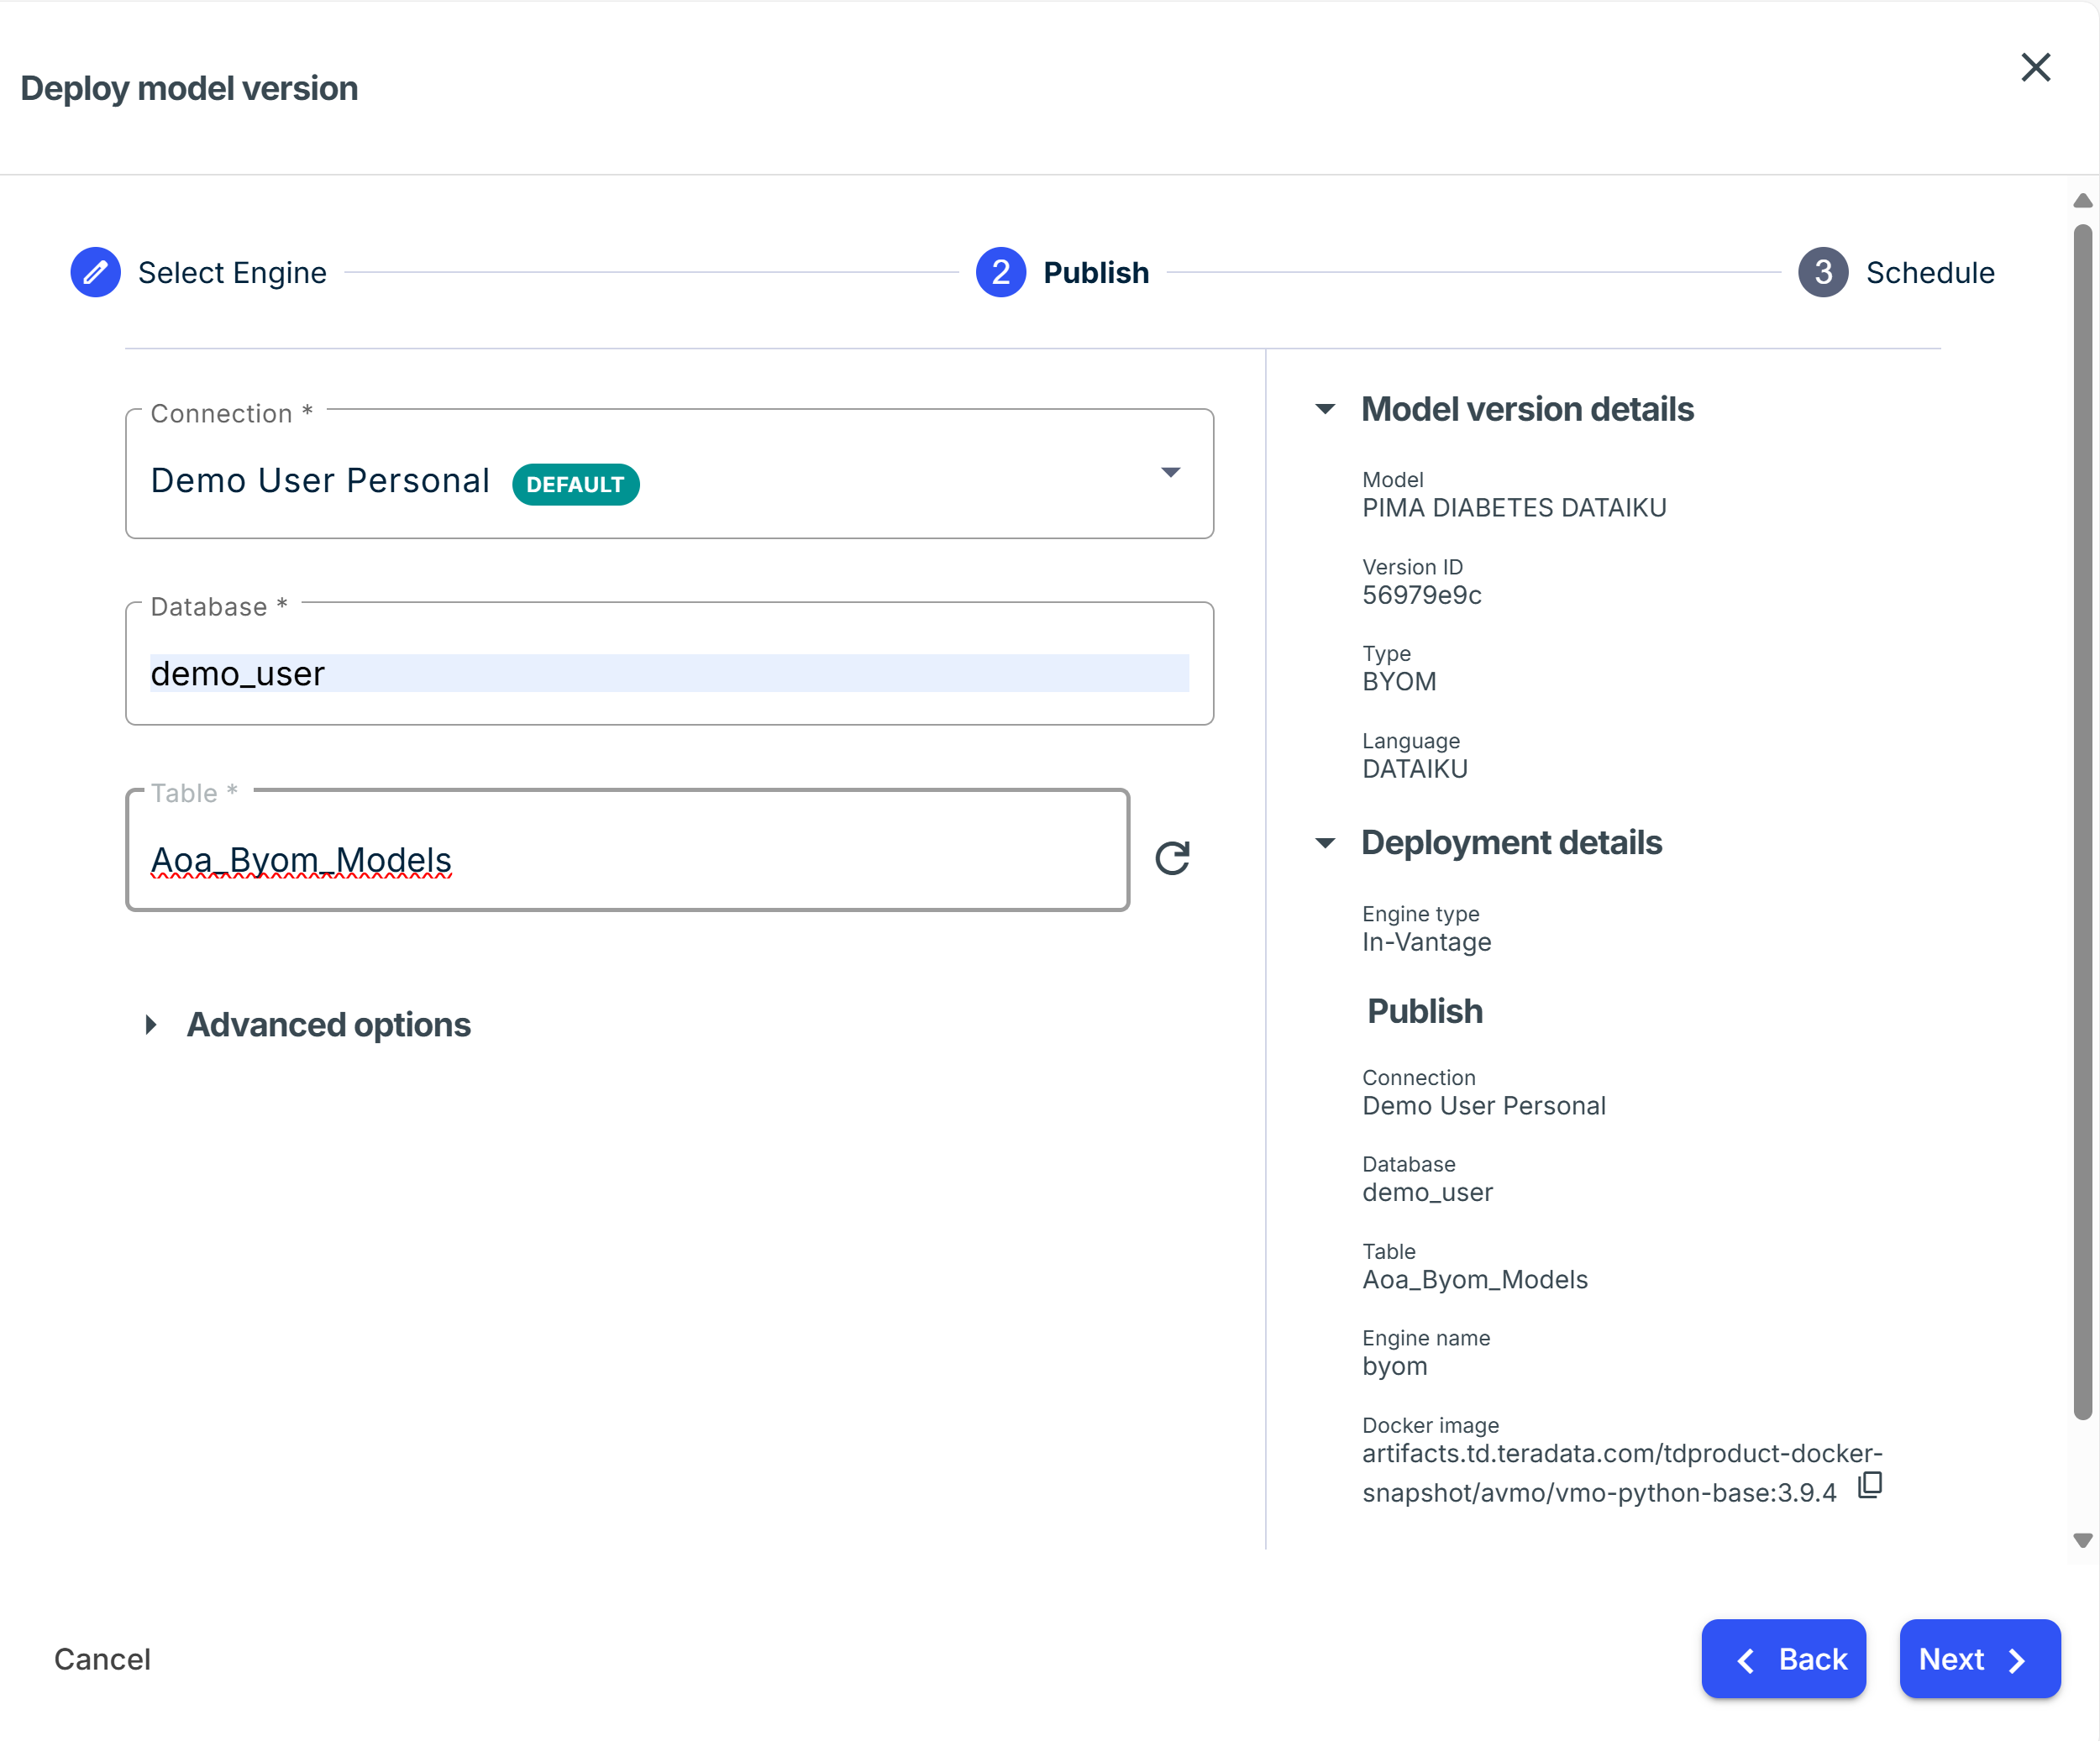 Deploy model version
Select Engine
2 Publish
3 Schedule
Connection *
Demo User Personal DEFAULT
Database *
demo_user
Table *
Aoa_Byom_Models
Advanced options
Model version details
Model
PIMA DIABETES DATAIKU
Version ID
56979e9c
Type
BYOM
Language
DATAIKU
Deployment details
Engine type
In-Vantage
Publish
Connection
Demo User Personal
Database
demo_user
Table
Aoa_Byom_Models
Engine name
byom
Docker image
artifacts.td.teradata.com/tdproduct-docker-
snapshot/avmo/vmo-python-base:3.9.4
Cancel
Back
Next